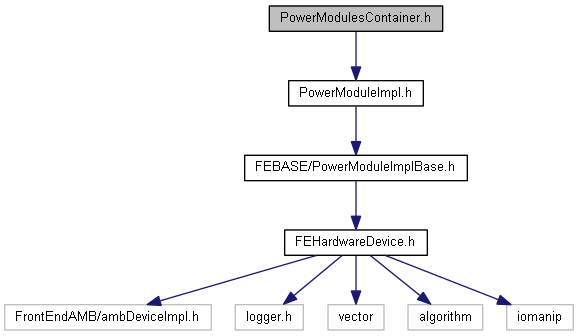 PowerModulesContainer.h
PowerModuleImpl.h
FEBASE/PowerModuleImplBase.h
FEHardwareDevice.h
FrontEndAMB/ambDeviceImpl.h
logger.h
vector
algorithm
iomanip